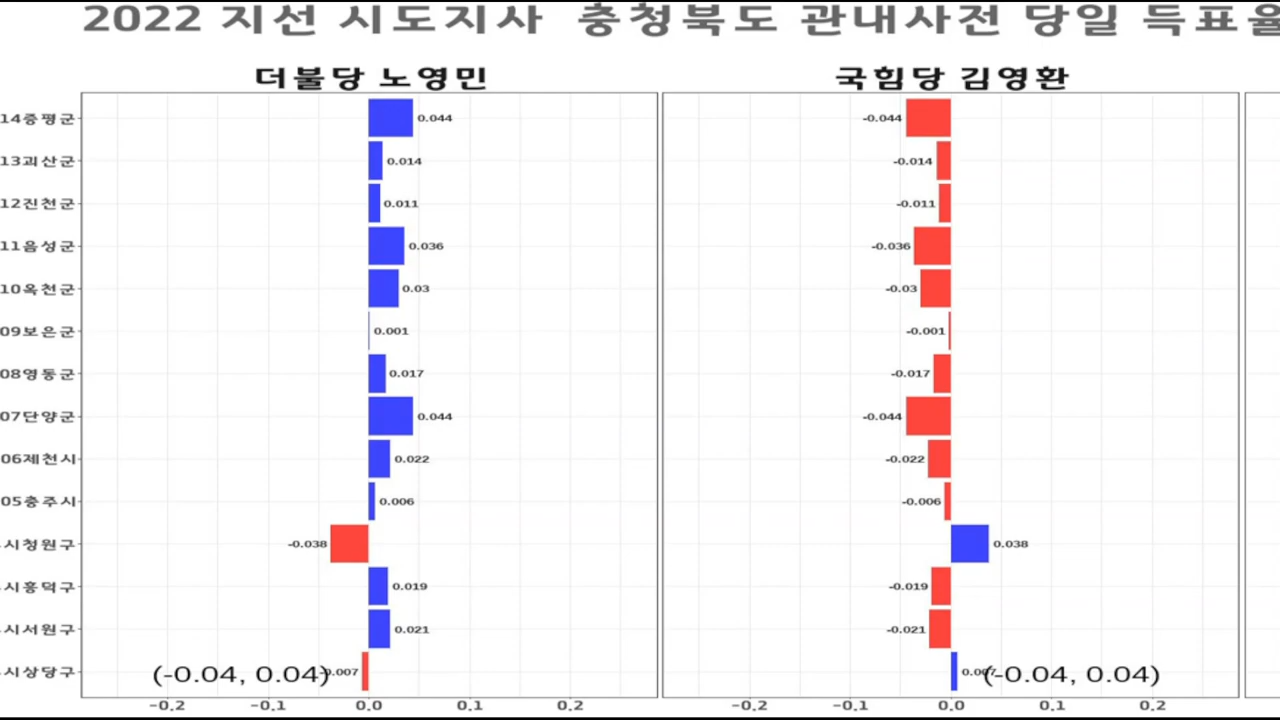 2022 지선 시도지사 충청북도 관내사전 당일 득표율
더불당 노영민
국힘당 김영환
14증평군 0.044 -0.044
13괴산군 0.014 -0.014
12진천군 0.011 -0.011
11음성군 0.036 -0.036
10옥천군 0.03 -0.03
09보은군 0.001 -0.001
08영동군 0.017 -0.017
07단양군 0.044 -0.044
06제천시 0.022 -0.022
05충주시 0.006 -0.006
시청원구 -0.038 0.038
시흥덕구 0.019 -0.019
시서원구 0.021 -0.021
시상당구 (-0.04, 0.04) 0.007 0.007 (-0.04, 0.04)
-0.2 -0.1 0.0 0.1 0.2 -0.2 -0.1 0.0 0.1 0.2